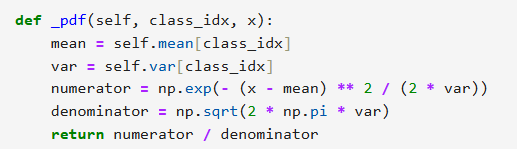 def _pdf(self, class_idx, x):
    mean = self.mean[class_idx]
    var = self.var[class_idx]
    numerator = np.exp(- (x - mean) ** 2 / (2 * var))
    denominator = np.sqrt(2 * np.pi * var)
    return numerator / denominator